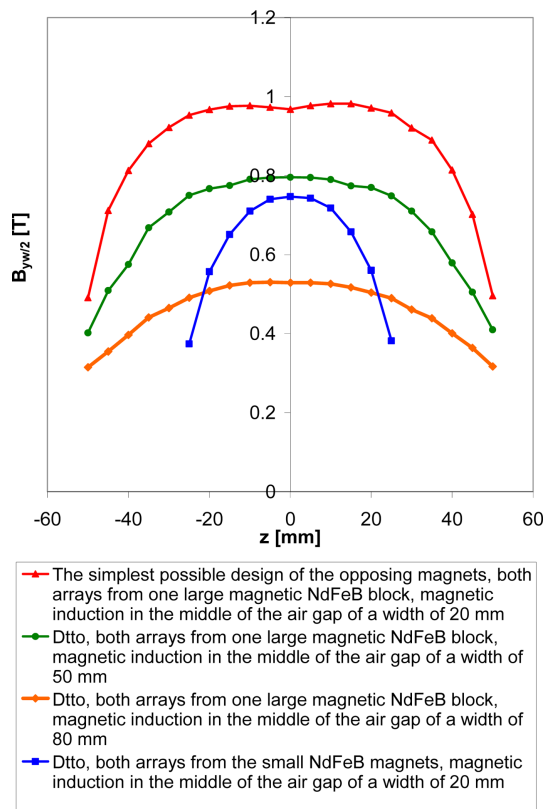 1.2
1
0.8
0.6
0.4
0.2
0
B_yw/2 [T]
-60 -40 -20 0 20 40 60
z [mm]
The simplest possible design of the opposing magnets, both
arrays from one large magnetic NdFeB block, magnetic
induction in the middle of the air gap of a width of 20 mm
Dtto, both arrays from one large magnetic NdFeB block,
magnetic induction in the middle of the air gap of a width of
50 mm
Dtto, both arrays from one large magnetic NdFeB block,
magnetic induction in the middle of the air gap of a width of
80 mm
Dtto, both arrays from the small NdFeB magnets, magnetic
induction in the middle of the air gap of a width of 20 mm